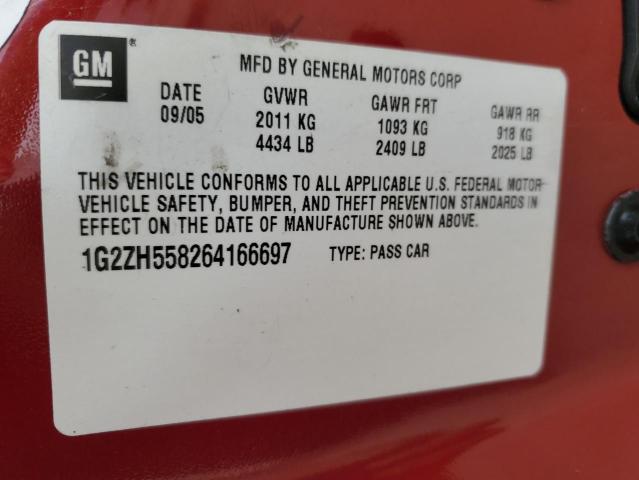 GM®
MFD BY GENERAL MOTORS CORP
DATE GVWR GAWR FRT GAWR RR
09/05 2011 KG 1093 KG 918 KG
4434 LB 2409 LB 2025 LB
THIS VEHICLE CONFORMS TO ALL APPLICABLE U.S. FEDERAL MOTOR
VEHICLE SAFETY, BUMPER, AND THEFT PREVENTION STANDARDS IN
EFFECT ON THE DATE OF MANUFACTURE SHOWN ABOVE.
1G2ZH558264166697 TYPE: PASS CAR